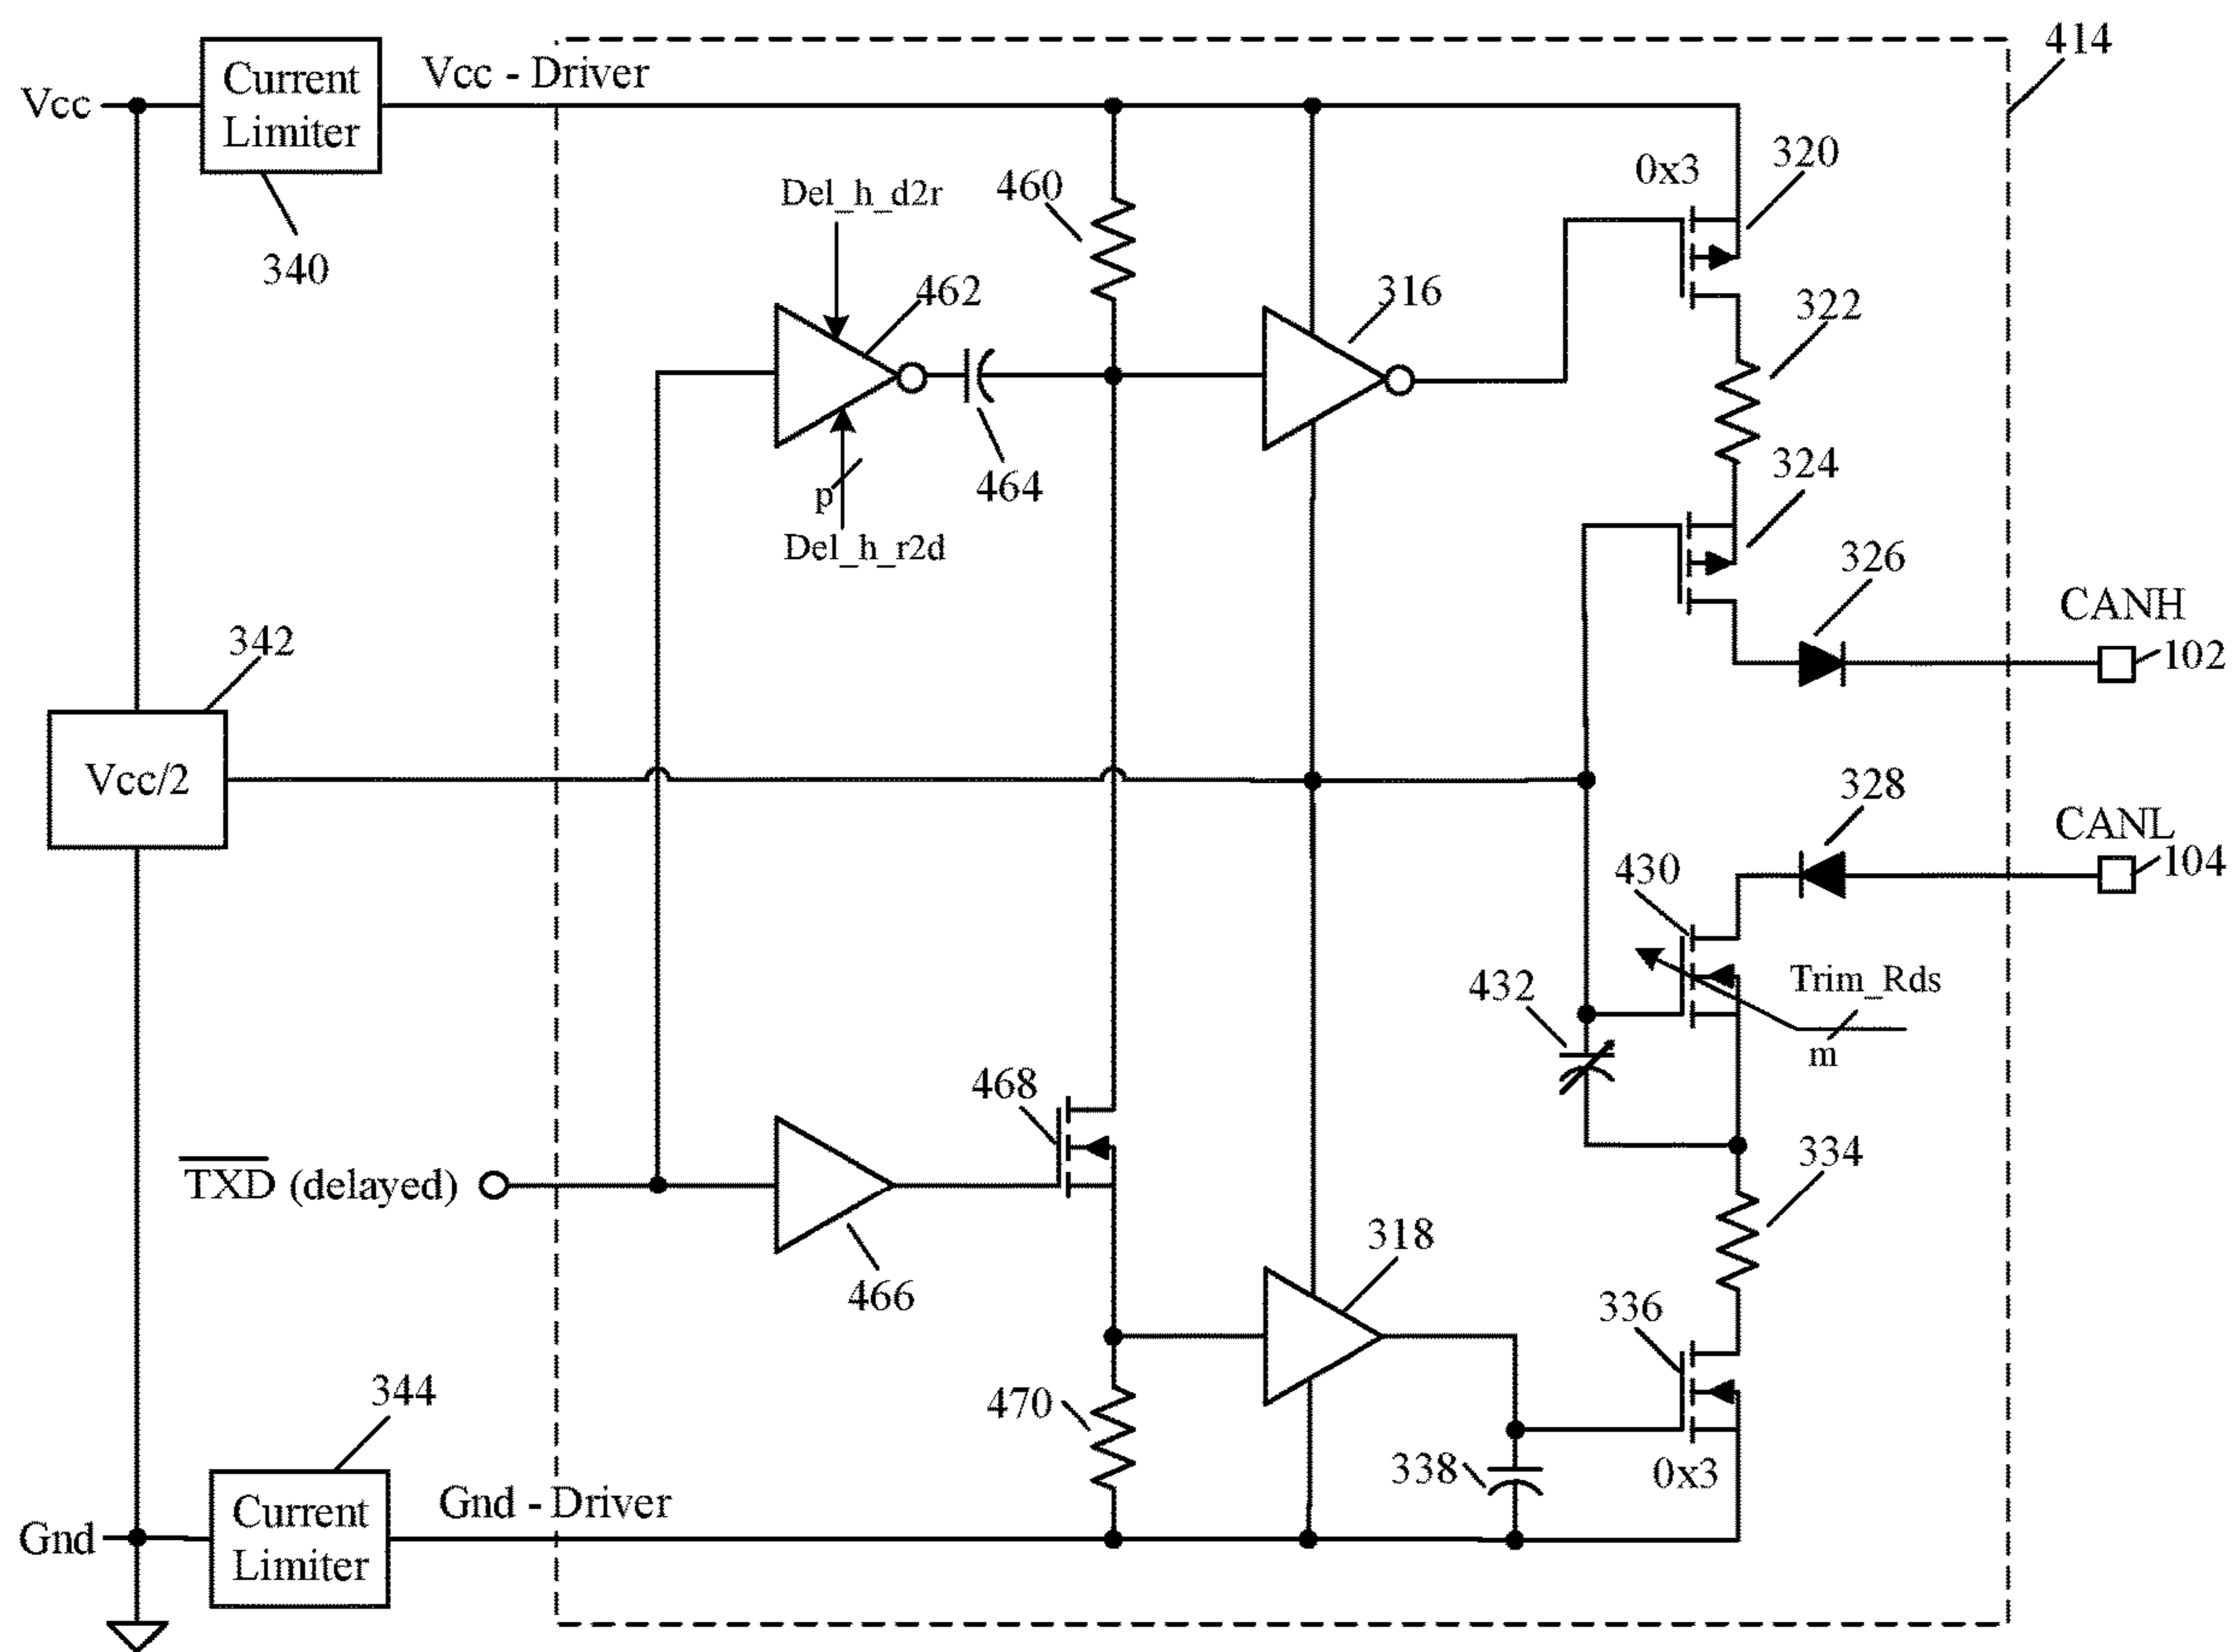 414
Current
Limiter
Vcc - Driver
Vcc
320
0x3
460
Del_h_d2r
340
462
316
322
324
p
464
Del_h_r2d
326
CANH
102
342
Vcc/2
328
CANL
104
430
432
Trim_Rds
m
468
334
TXD (delayed)
318
466
336
344
470
338
0x3
Gnd - Driver
Current
Limiter
Gnd